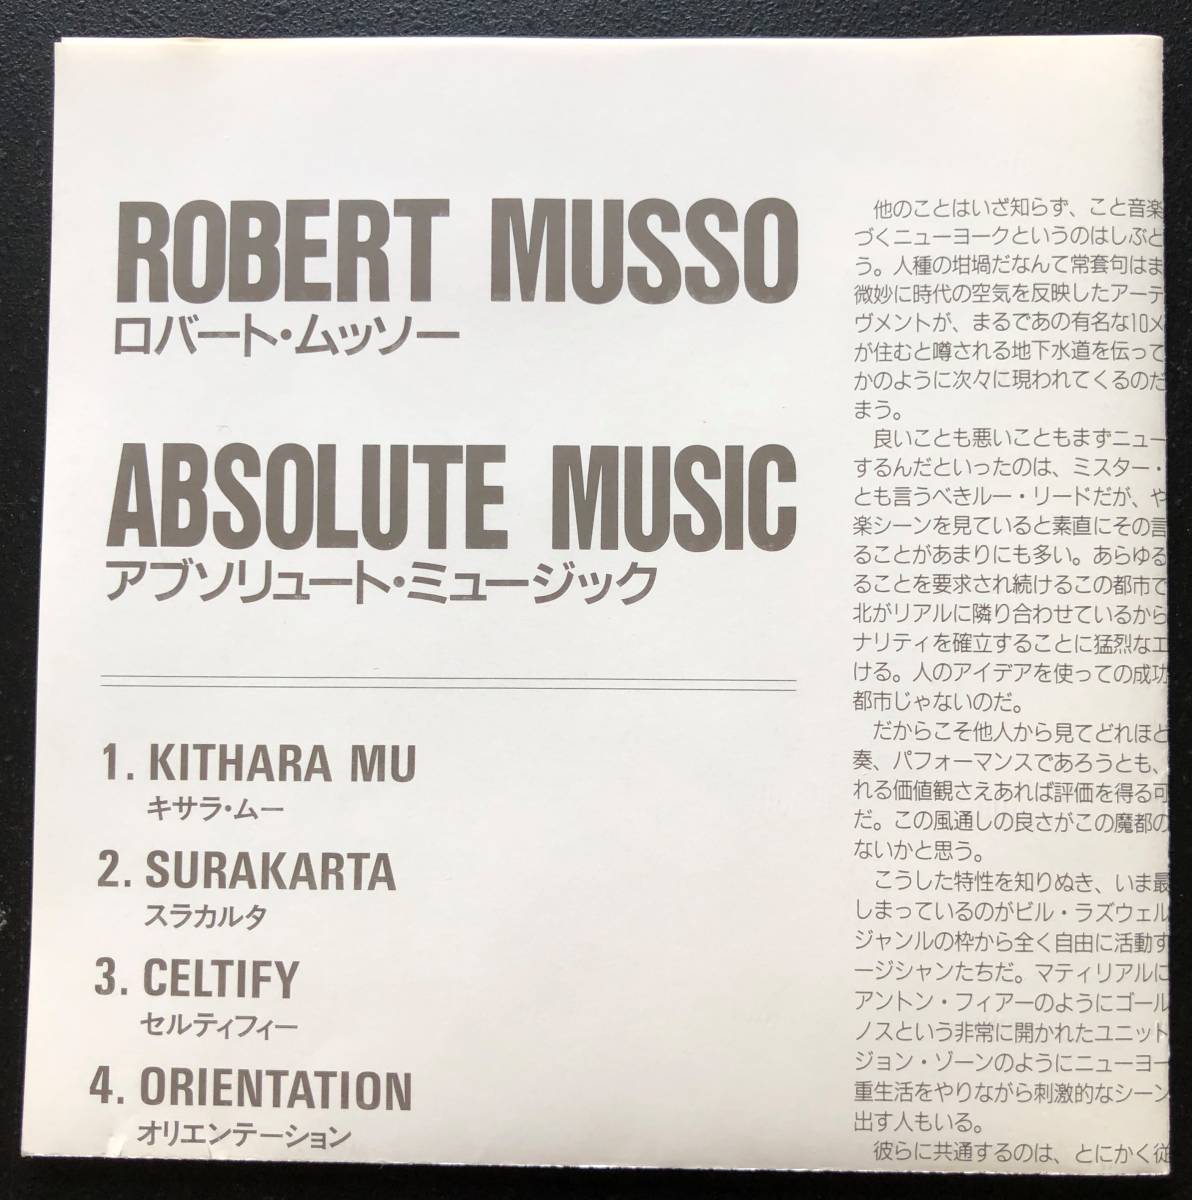 ROBERT MUSSO
ロバート・ムッソー
ABSOLUTE MUSIC
アブソリュート・ミュージック
1. KITHARA MU
キサラ・ムー
2. SURAKARTA
スラカルタ
3. CELTIFY
セルティフィー
4. ORIENTATION
オリエンテーション
他のことはいざ知らず、こと音楽
づくニューヨークというのはしぶと
う。人種の坩堝だなんて常套句はま
微妙に時代の空気を反映したアーテ
ヴメントが、まるであの有名な10メ
が住むと噂される地下水道を伝って
かのように次々に現われてくるのだ
まう。
良いことも悪いこともまずニュー
するんだといったのは、ミスター・
とも言うべきルー・リードだが、や
楽シーンを見ていると素直にその言
ることがあまりにも多い。あらゆる
ることを要求され続けるこの都市で
北がリアルに隣り合わせているから
ナリティを確立することに猛烈なエ
ける。人のアイデアを使っての成功
都市じゃないのだ。
だからこそ他人から見てどれほど
奏、パフォーマンスであろうとも、
れる価値観さえあれば評価を得る可
だ。この風通しの良さがこの魔都の
ないかと思う。
こうした特性を知りぬき、いま最
しまっているのがビル・ラズウェル
ジャンルの枠から全く自由に活動す
ージシャンたちだ。マティリアルに
アントン・フィアーのようにゴール
ノスという非常に開かれたユニット
ジョン・ゾーンのようにニューヨー
重生活をやりながら刺激的なシーン
出す人もいる。
彼らに共通するのは、とにかく従